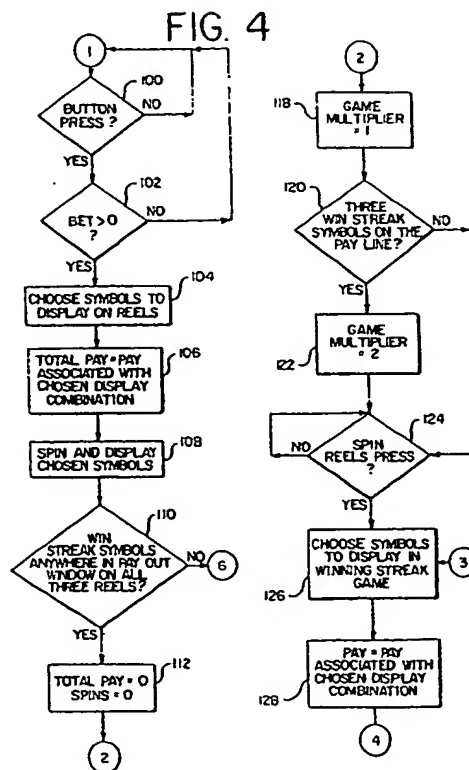 FIG. 4
1
100
BUTTON
PRESS ?
NO
YES
102
BET > 0
?
NO
YES
104
CHOOSE SYMBOLS TO
DISPLAY ON REELS
106
TOTAL PAY = PAY
ASSOCIATED WITH
CHOSEN DISPLAY
COMBINATION
108
SPIN AND DISPLAY
CHOSEN SYMBOLS
110
WIN
STREAK SYMBOLS
ANYWHERE IN PAY OUT
WINDOW ON ALL
THREE REELS?
NO
6
YES
112
TOTAL PAY = 0
SPINS = 0
2
2
118
GAME
MULTIPLIER
= 1
120
THREE
WIN STREAK
SYMBOLS ON THE
PAY LINE?
NO
YES
GAME
MULTIPLIER
= 2
122
124
NO
SPIN
REELS PRESS
?
YES
CHOOSE SYMBOLS
TO DISPLAY IN
WINNING STREAK
GAME
3
126
PAY = PAY
ASSOCIATED WITH
CHOSEN DISPLAY
COMBINATION
128
4